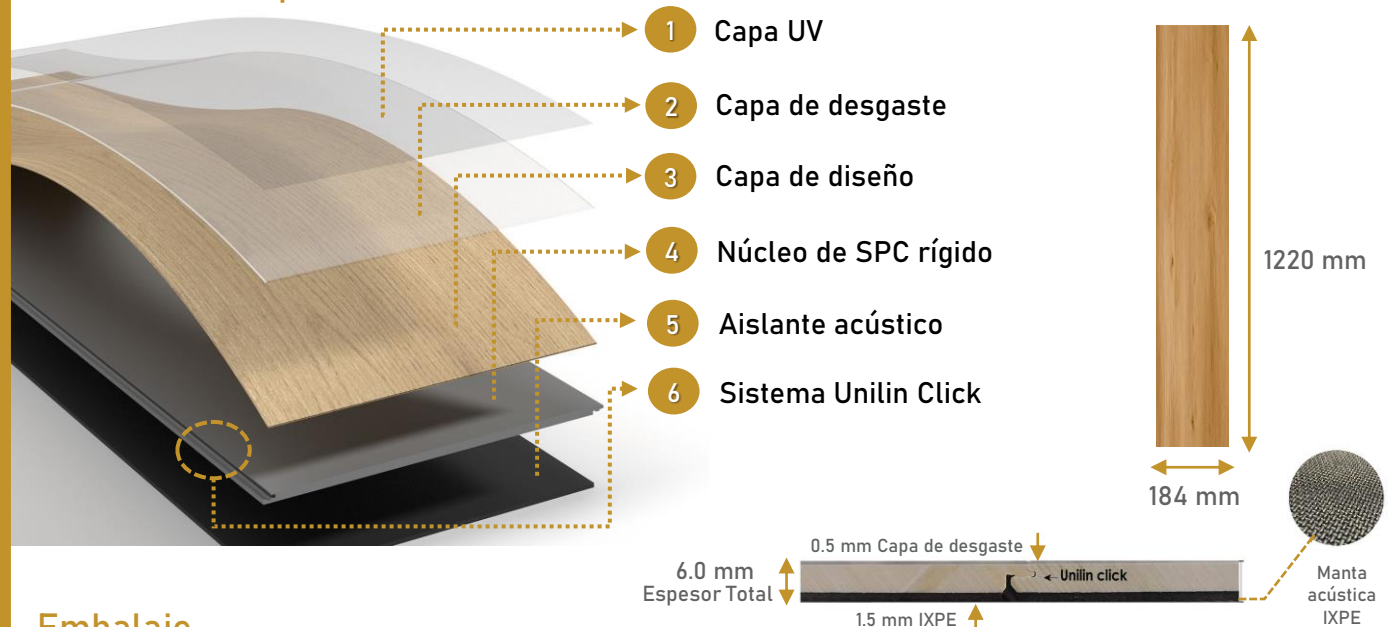 1 Capa UV
2 Capa de desgaste
3 Capa de diseño
4 Núcleo de SPC rígido
5 Aislante acústico
6 Sistema Unilin Click
1220 mm
184 mm
0.5 mm Capa de desgaste
6.0 mm
Espesor Total
Unilin click
1.5 mm IXPE
Manta
acústica
IXPE